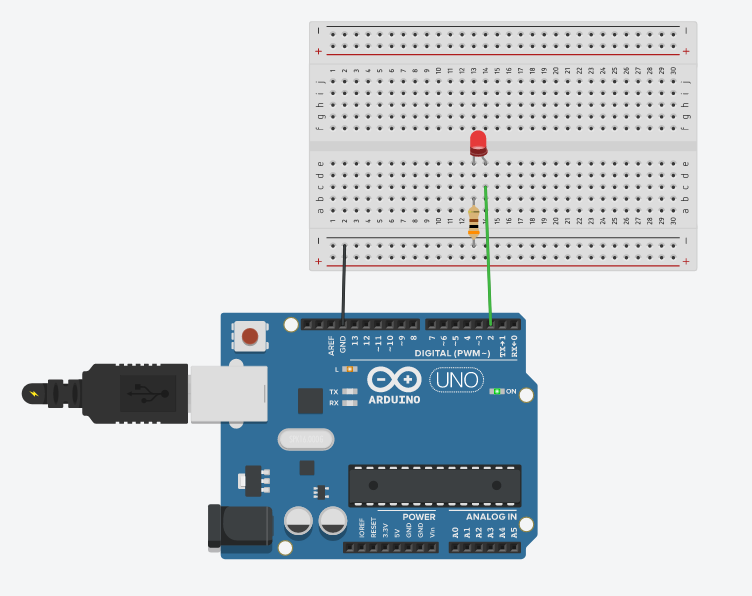 - -
+ +
1 2 3 4 5 6 7 8 9 10 11 12 13 14 15 16 17 18 19 20 21 22 23 24 25 26 27 28 29 30
j j
i i
h h
g g
f f
e e
d d
c c
b b
a a
1 2 3 4 5 6 7 8 9 10 11 12 13 14 15 16 17 18 19 20 21 22 23 24 25 26 27 28 29 30
- -
+ +
AREF GND 13 12 ~11 ~10 ~9 8 7 ~6 ~5 4 ~3 2 TX→1 RX←0
DIGITAL (PWM~)
L
TX
RX
UNO
ARDUINO
ON
POWER ANALOG IN
IOREF RESET 3.3V 5V GND GND Vin A0 A1 A2 A3 A4 A5